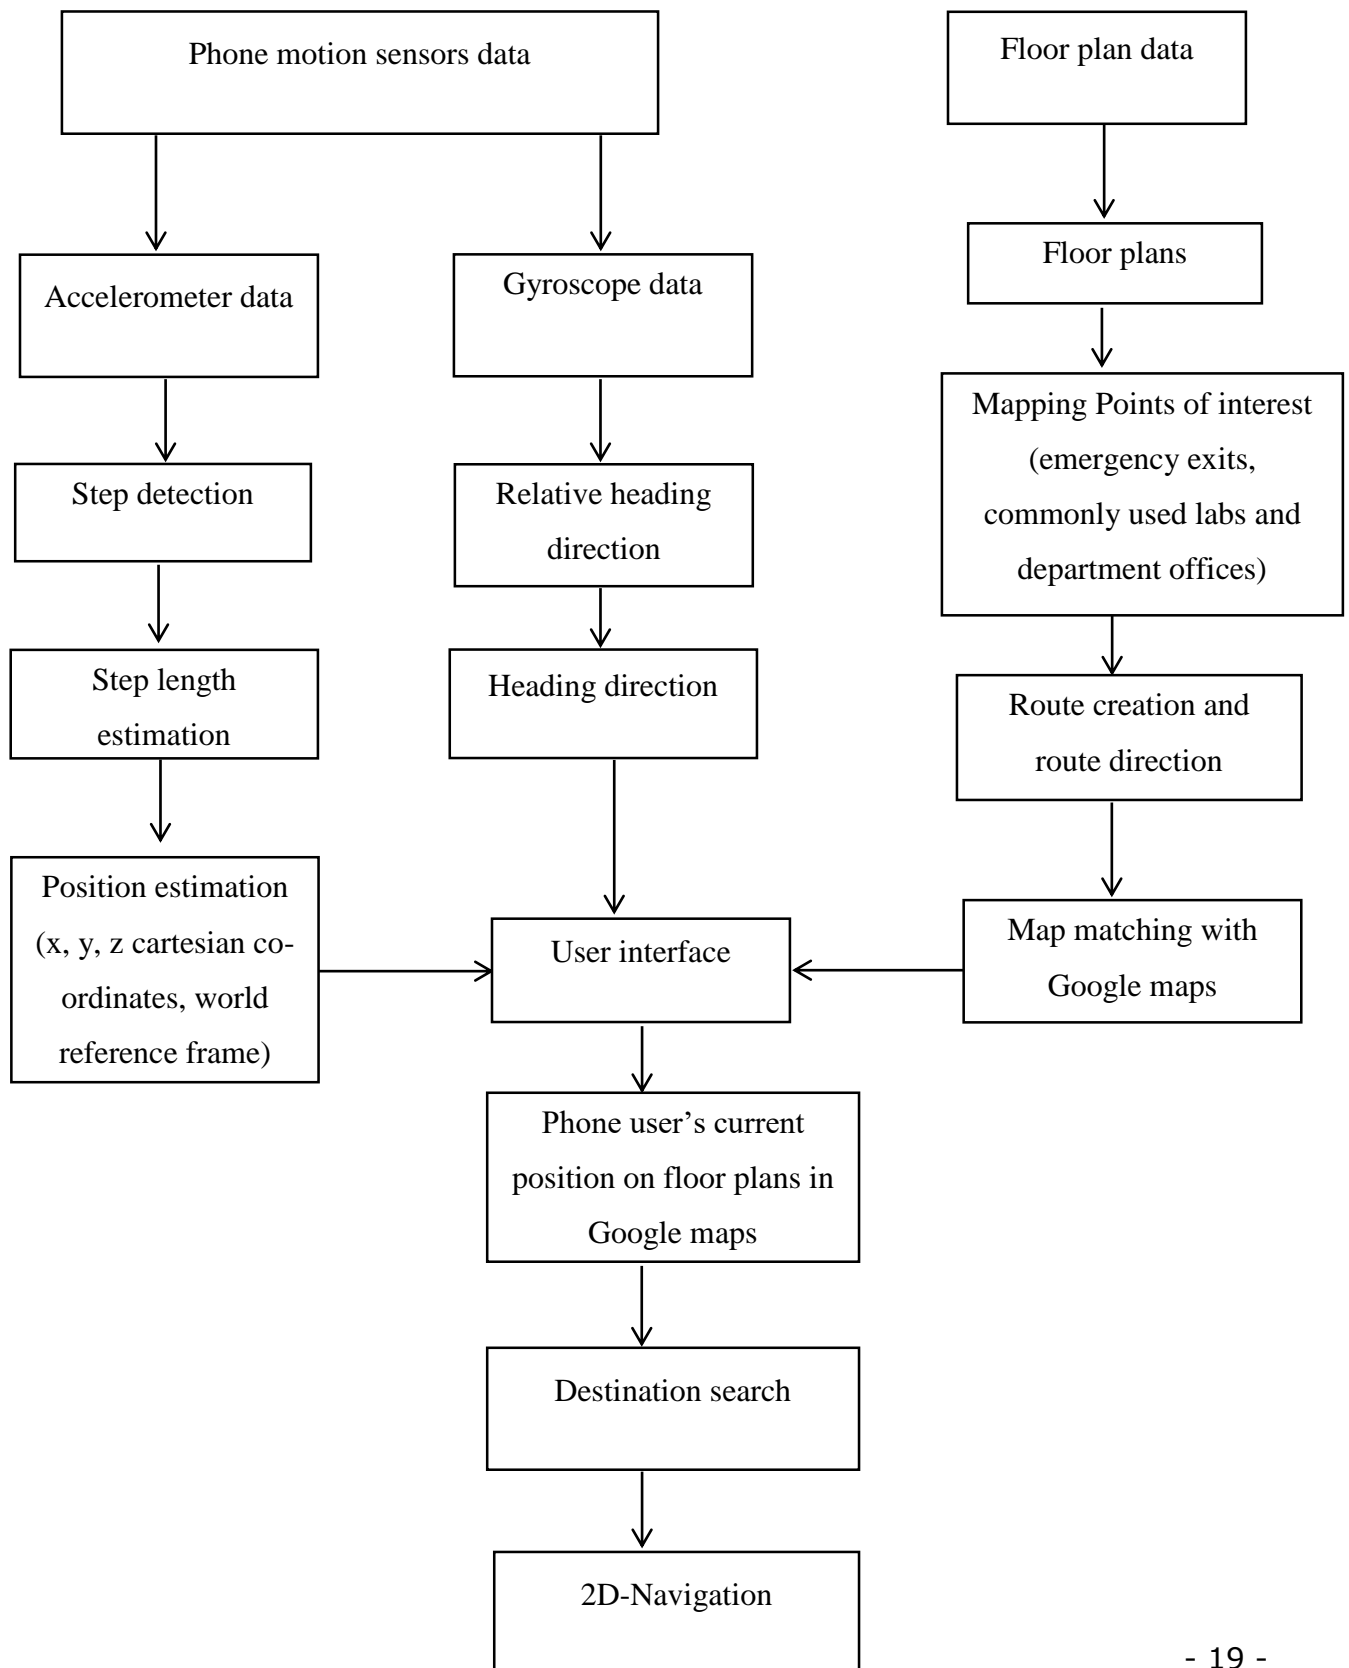 Phone motion sensors data
Floor plan data
Accelerometer data
Gyroscope data
Floor plans
Step detection
Relative heading
direction
Mapping Points of interest
(emergency exits,
commonly used labs and
department offices)
Step length
estimation
Heading direction
Route creation and
route direction
Position estimation
(x, y, z cartesian co-
ordinates, world
reference frame)
User interface
Map matching with
Google maps
Phone user’s current
position on floor plans in
Google maps
Destination search
2D-Navigation
- 19 -